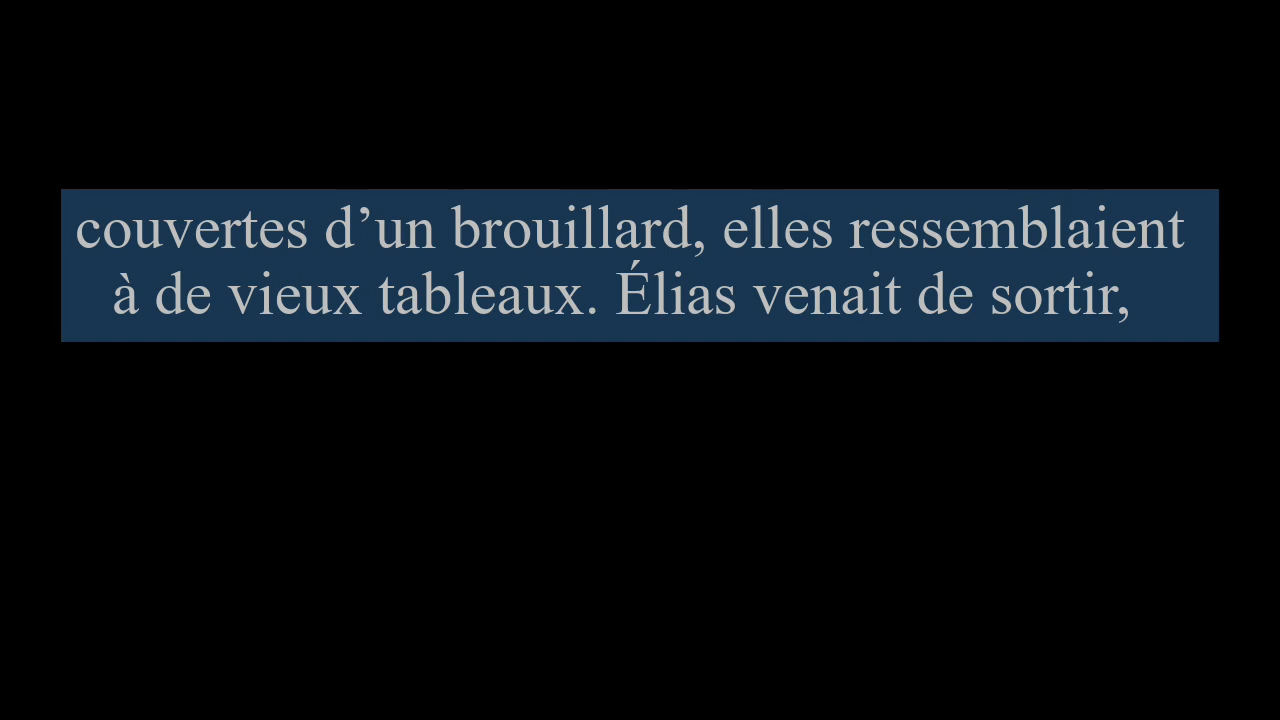 couvertes d’un brouillard, elles ressemblaient
à de vieux tableaux. Élias venait de sortir,